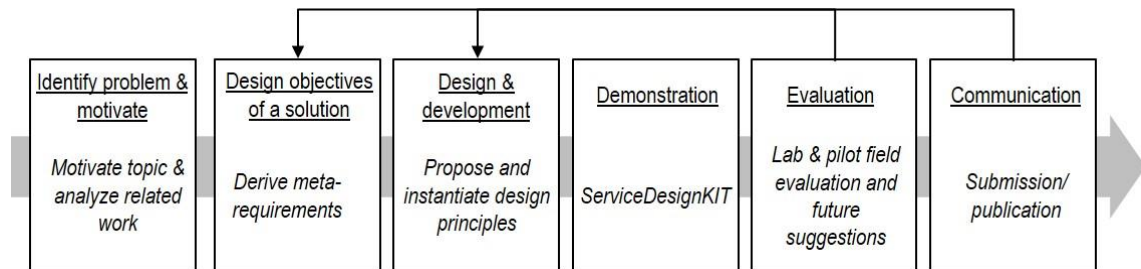 Identify problem &
motivate
Motivate topic &
analyze related
work
Design objectives
of a solution
Derive meta-
requirements
Design &
development
Propose and
instantiate design
principles
Demonstration
ServiceDesignKIT
Evaluation
Lab & pilot field
evaluation and
future
suggestions
Communication
Submission/
publication